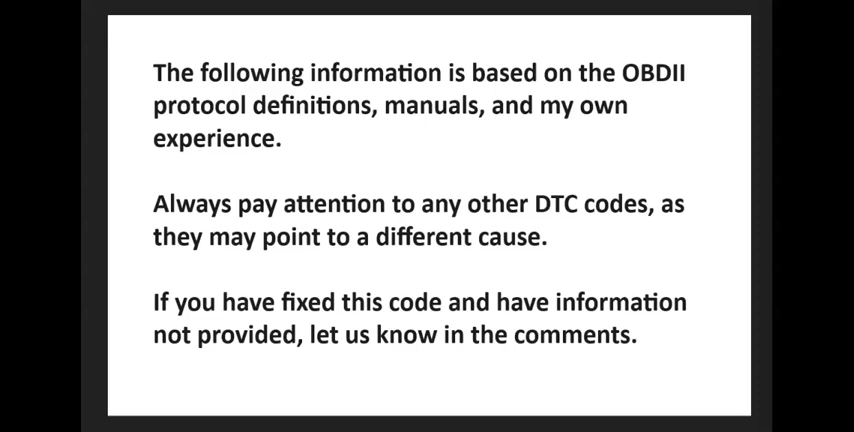 The following information is based on the OBDII
protocol definitions, manuals, and my own
experience.
Always pay attention to any other DTC codes, as
they may point to a different cause.
If you have fixed this code and have information
not provided, let us know in the comments.